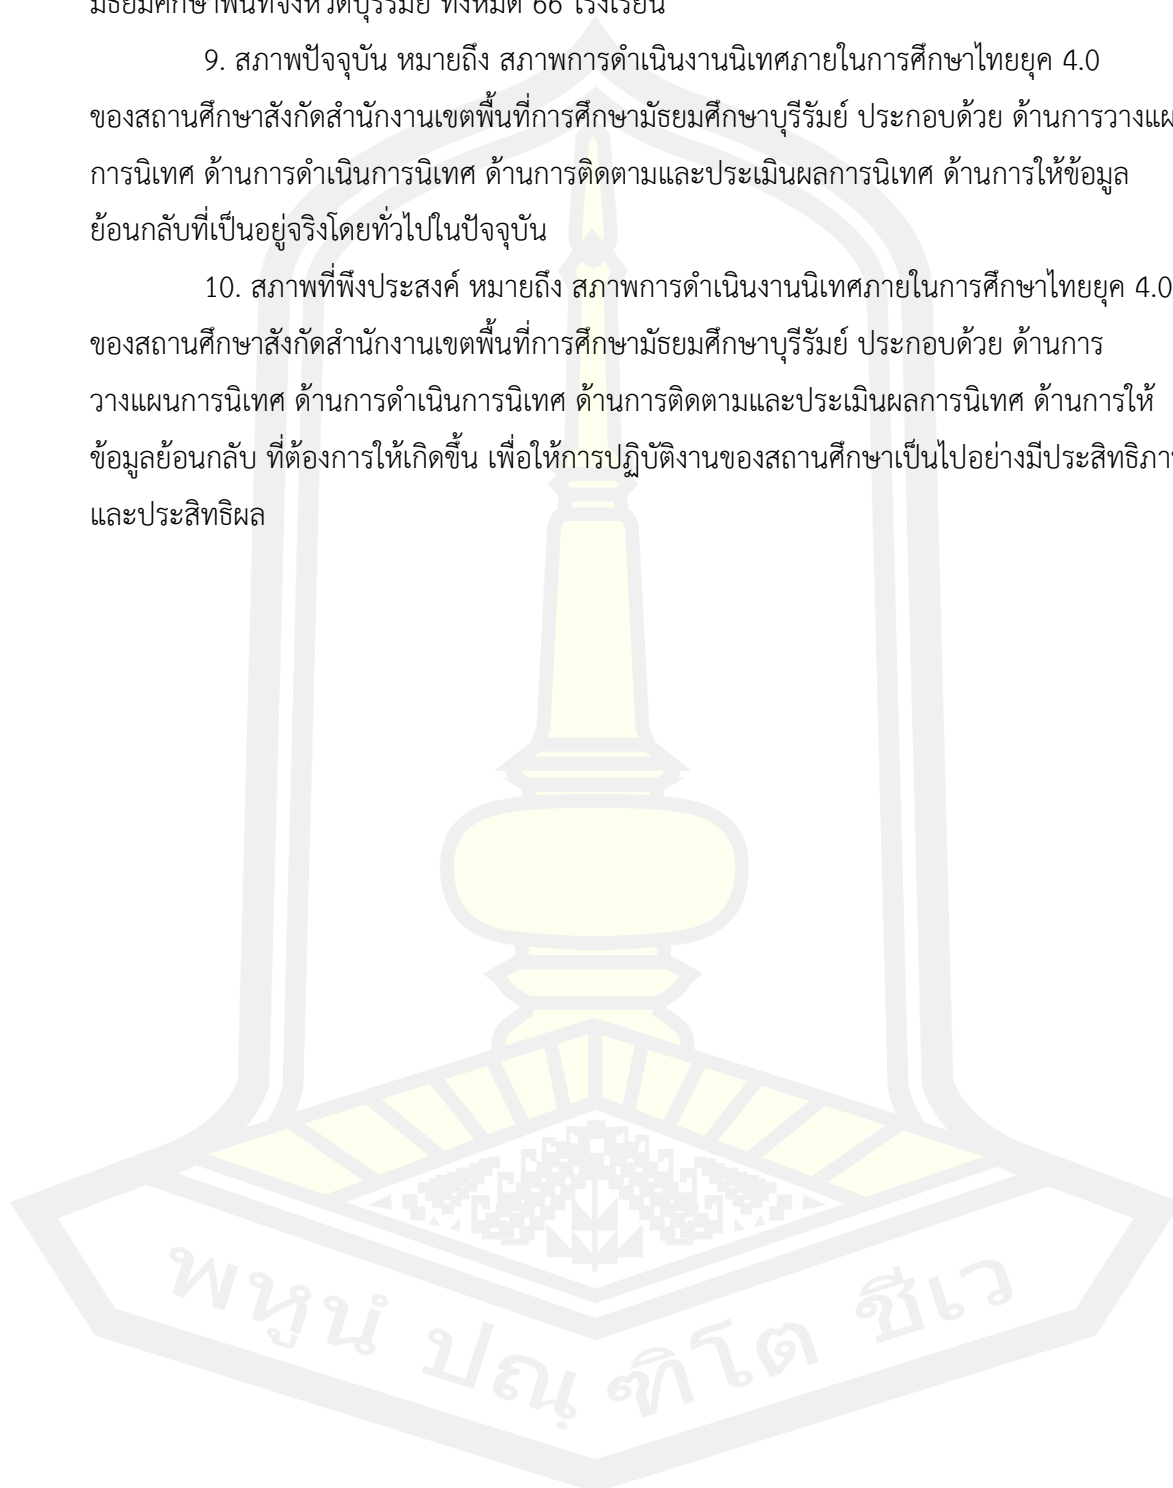 มัธยมศึกษาพื้นที่จังหวัดบุรีรัมย์ ทั้งหมด 66 โรงเรียน
9. สภาพปัจจุบัน หมายถึง สภาพการดำเนินงานนิเทศภายในการศึกษาไทยยุค 4.0
ของสถานศึกษาสังกัดสำนักงานเขตพื้นที่การศึกษามัธยมศึกษาบุรีรัมย์ ประกอบด้วย ด้านการวางแผ
การนิเทศ ด้านการดำเนินการนิเทศ ด้านการติดตามและประเมินผลการนิเทศ ด้านการให้ข้อมูล
ย้อนกลับที่เป็นอยู่จริงโดยทั่วไปในปัจจุบัน
10. สภาพที่พึงประสงค์ หมายถึง สภาพการดำเนินงานนิเทศภายในการศึกษาไทยยุค 4.0
ของสถานศึกษาสังกัดสำนักงานเขตพื้นที่การศึกษามัธยมศึกษาบุรีรัมย์ ประกอบด้วย ด้านการ
วางแผนการนิเทศ ด้านการดำเนินการนิเทศ ด้านการติดตามและประเมินผลการนิเทศ ด้านการให้
ข้อมูลย้อนกลับ ที่ต้องการให้เกิดขึ้น เพื่อให้การปฏิบัติงานของสถานศึกษาเป็นไปอย่างมีประสิทธิภา
และประสิทธิผล
พหูนํ ปณฺฑิโต ชีเว